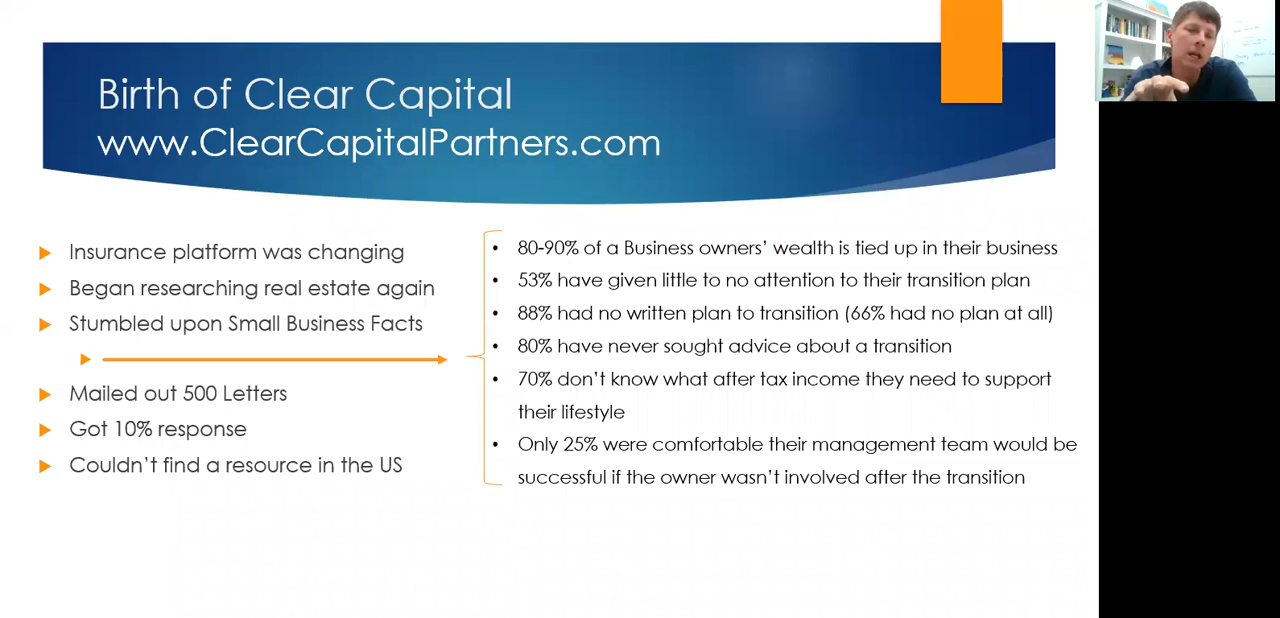 Birth of Clear Capital
www.ClearCapitalPartners.com
Insurance platform was changing
Began researching real estate again
Stumbled upon Small Business Facts
Mailed out 500 Letters
Got 10% response
Couldn't find a resource in the US
80-90% of a Business owners' wealth is tied up in their business
53% have given little to no attention to their transition plan
88% had no written plan to transition (66% had no plan at all)
80% have never sought advice about a transition
70% don't know what after tax income they need to support
their lifestyle
Only 25% were comfortable their management team would be
successful if the owner wasn't involved after the transition